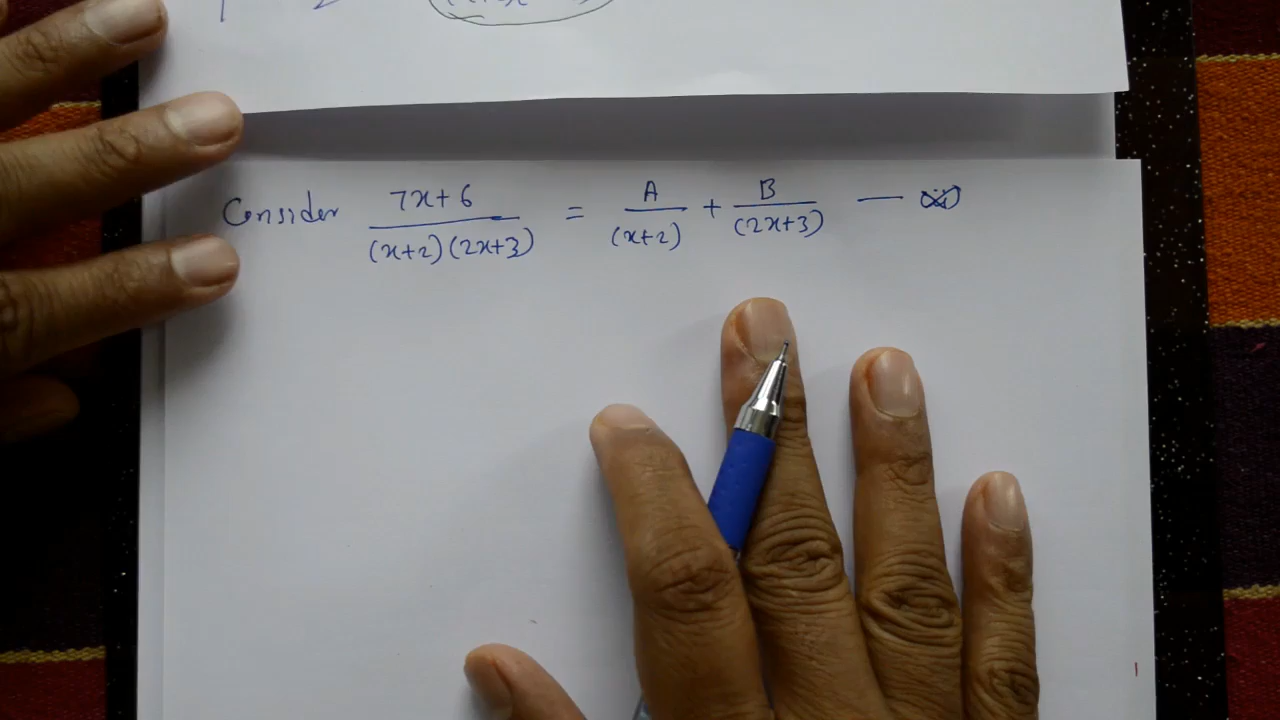 Consider (7x+6)/((x+2)(2x+3)) = A/(x+2) + B/(2x+3) —